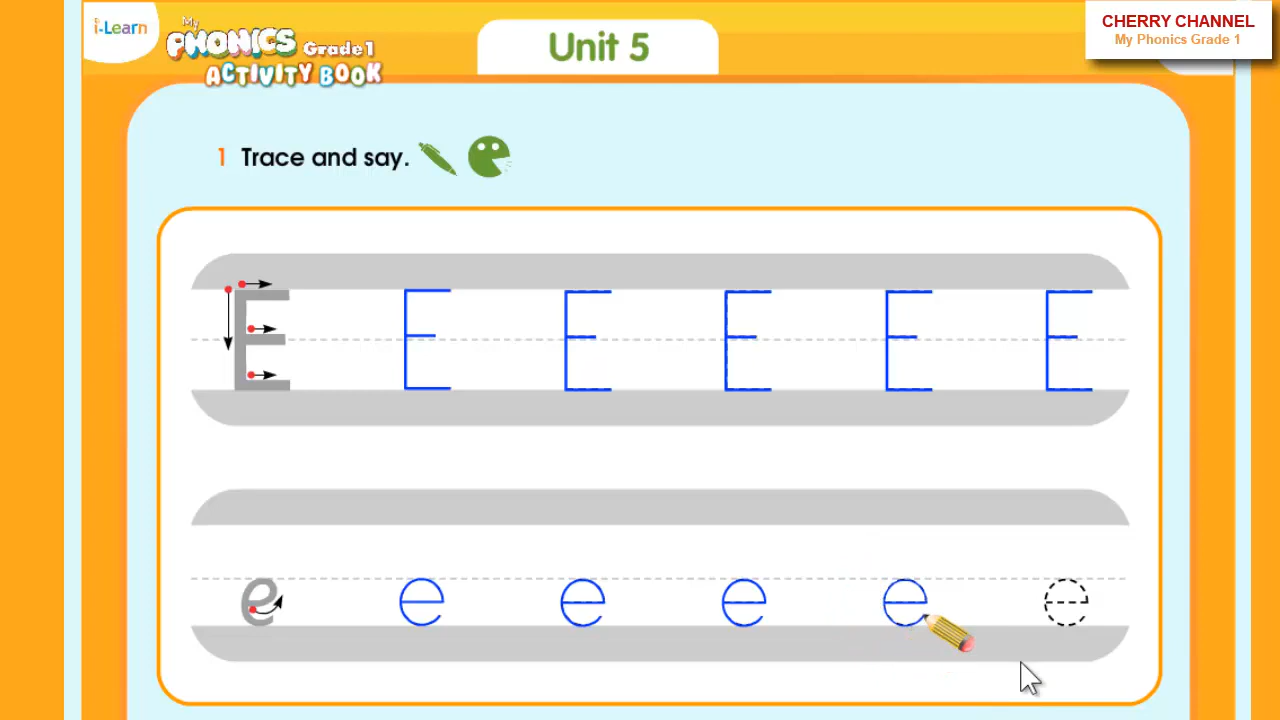 i-Learn
My
PHONICS Grade 1
ACTIVITY BOOK
Unit 5
CHERRY CHANNEL
My Phonics Grade 1
1 Trace and say.
E E E E E E
e e e e e e